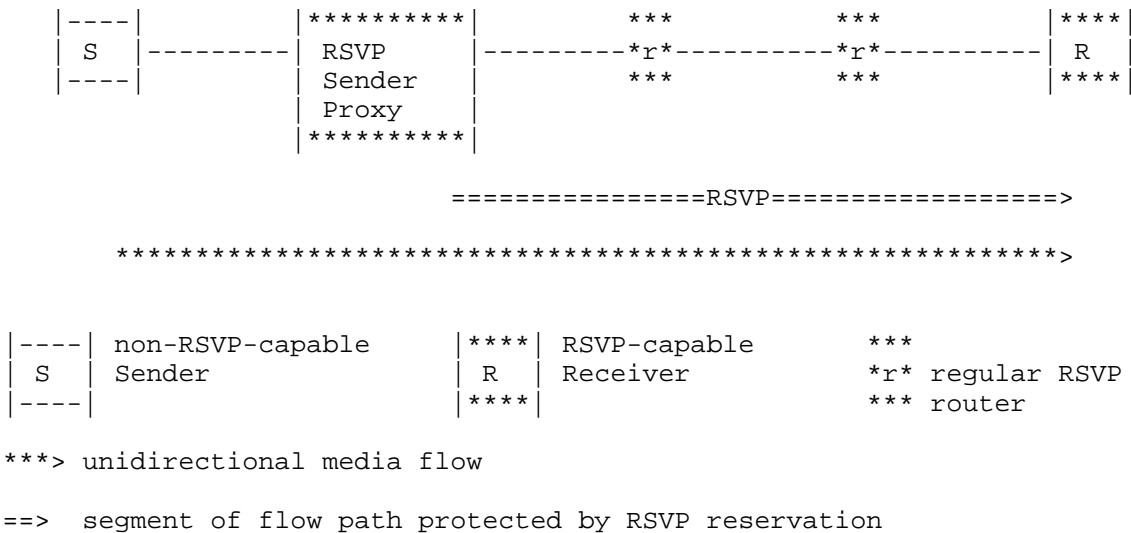 |----|          |**********|          ***          ***          |****|
| S  |---------| RSVP     |---------*r*----------*r*----------| R  |
|----|          | Sender   |          ***          ***          |****|
                | Proxy    |
                |**********|
================RSVP==================>
***********************************************************>
|----| non-RSVP-capable     |****| RSVP-capable       ***
| S  | Sender               | R  | Receiver           *r* regular RSVP
|----|                      |****|                    *** router
***> unidirectional media flow
==>  segment of flow path protected by RSVP reservation